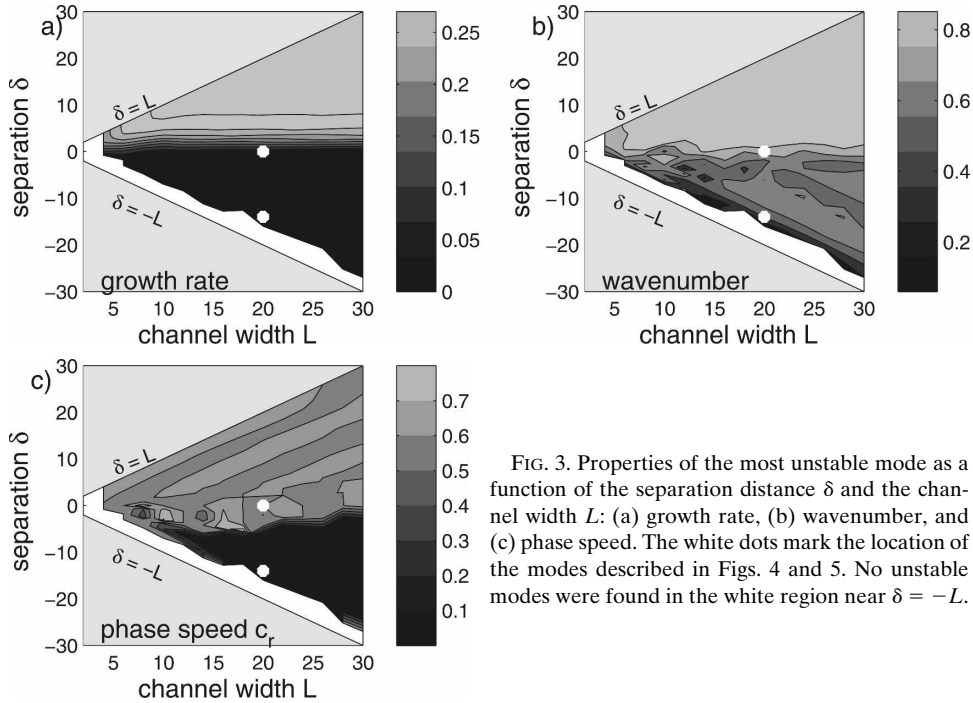 a)
30
20
10
0
-10
-20
-30
separation δ
δ = L
δ = -L
growth rate
5 10 15 20 25 30
channel width L
0.25
0.2
0.15
0.1
0.05
0
b)
30
20
10
0
-10
-20
-30
separation δ
δ = L
δ = -L
wavenumber
5 10 15 20 25 30
channel width L
0.8
0.6
0.4
0.2
c)
30
20
10
0
-10
-20
-30
separation δ
δ = L
δ = -L
phase speed cr
5 10 15 20 25 30
channel width L
0.7
0.6
0.5
0.4
0.3
0.2
0.1
FIG. 3. Properties of the most unstable mode as a
function of the separation distance δ and the chan-
nel width L: (a) growth rate, (b) wavenumber, and
(c) phase speed. The white dots mark the location of
the modes described in Figs. 4 and 5. No unstable
modes were found in the white region near δ = −L.